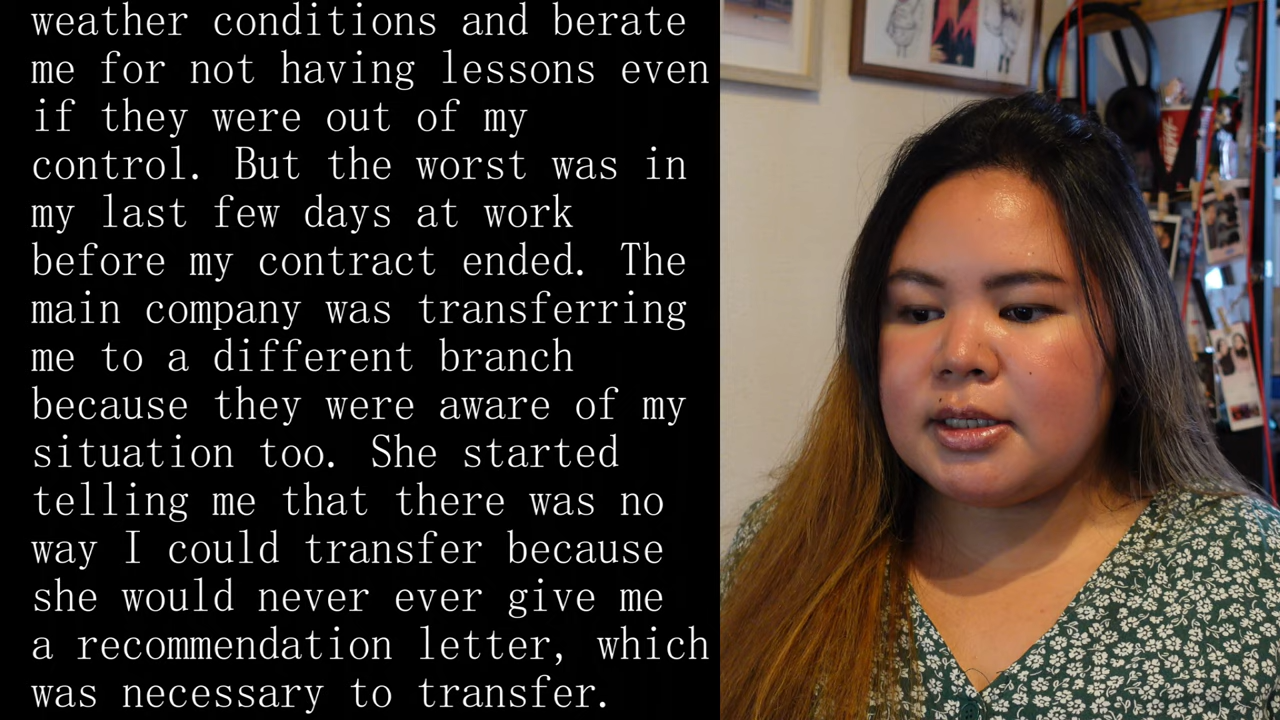 weather conditions and berate
me for not having lessons even
if they were out of my
control. But the worst was in
my last few days at work
before my contract ended. The
main company was transferring
me to a different branch
because they were aware of my
situation too. She started
telling me that there was no
way I could transfer because
she would never ever give me
a recommendation letter, which
was necessary to transfer.